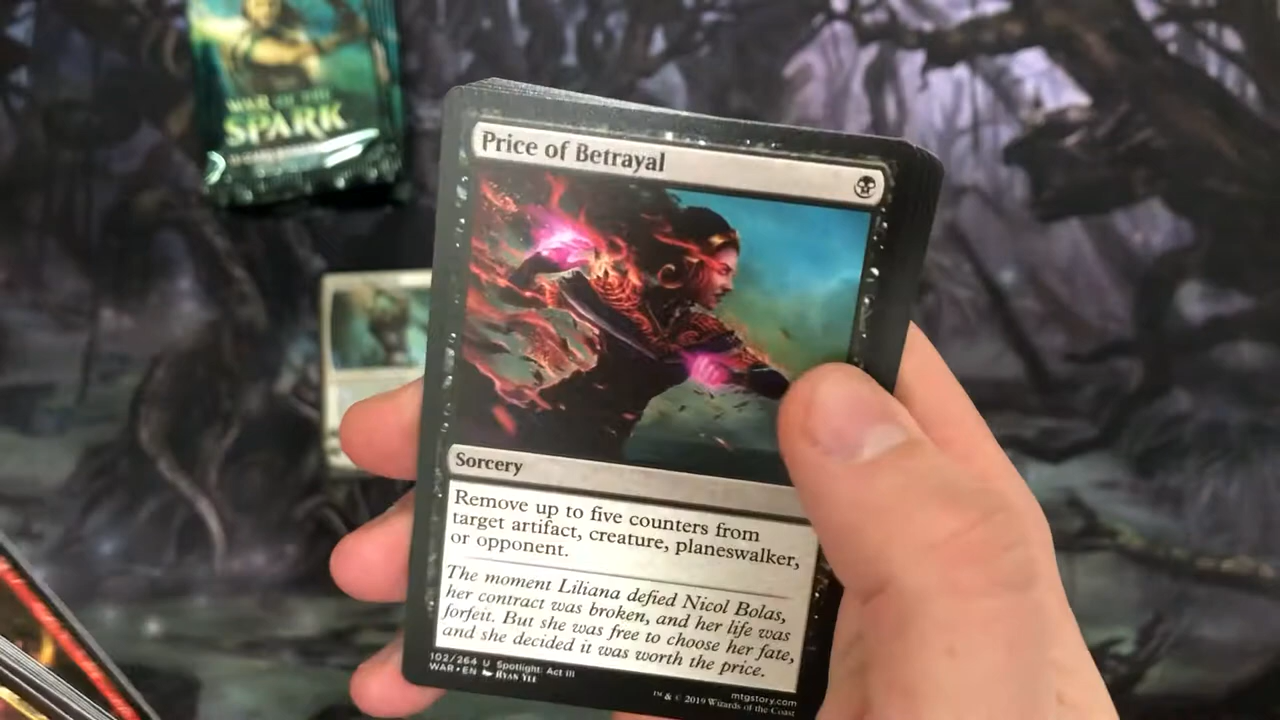 WAR OF THE
SPARK
Price of Betrayal
Sorcery
Remove up to five counters from
target artifact, creature, planeswalker,
or opponent.
The moment Liliana defied Nicol Bolas,
her contract was broken, and her life was
forfeit. But she was free to choose her fate,
and she decided it was worth the price.
102/264 U Spotlight: Act III
WAR • EN RYAN YEE
mtgstory.com
™ & © 2019 Wizards of the Coast